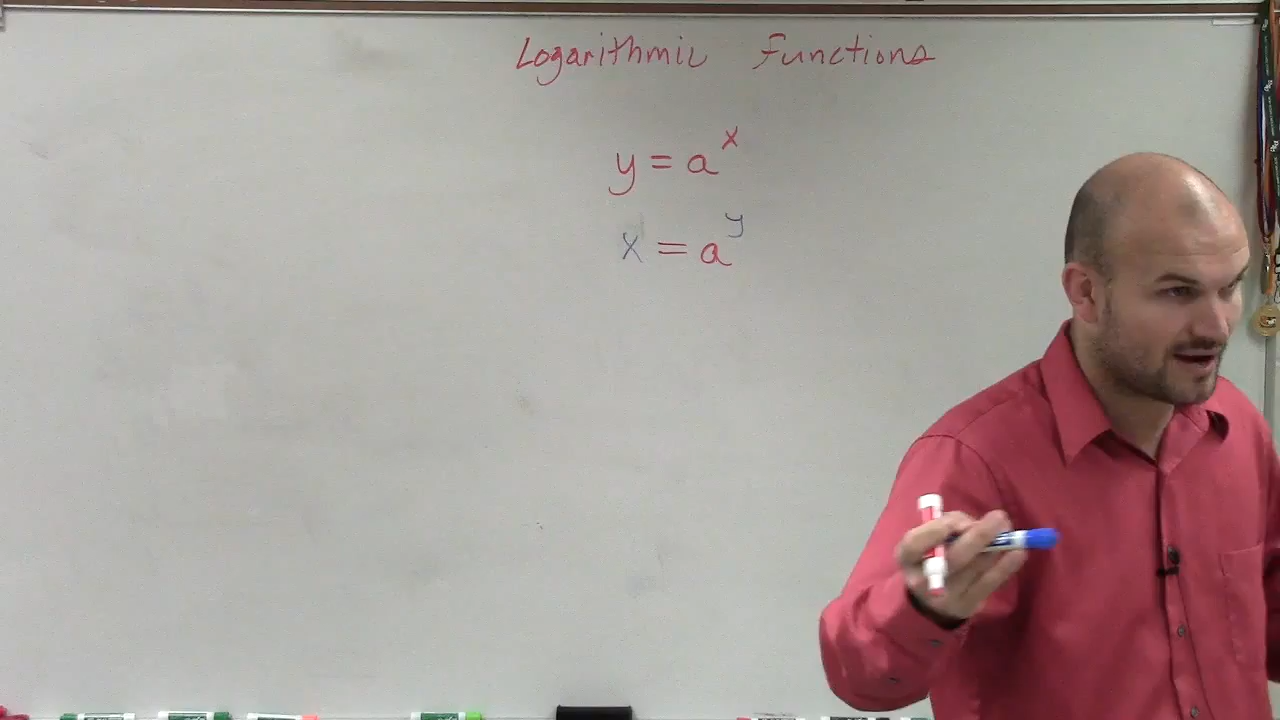 Logarithmic Functions
y = a^x
x = a^y